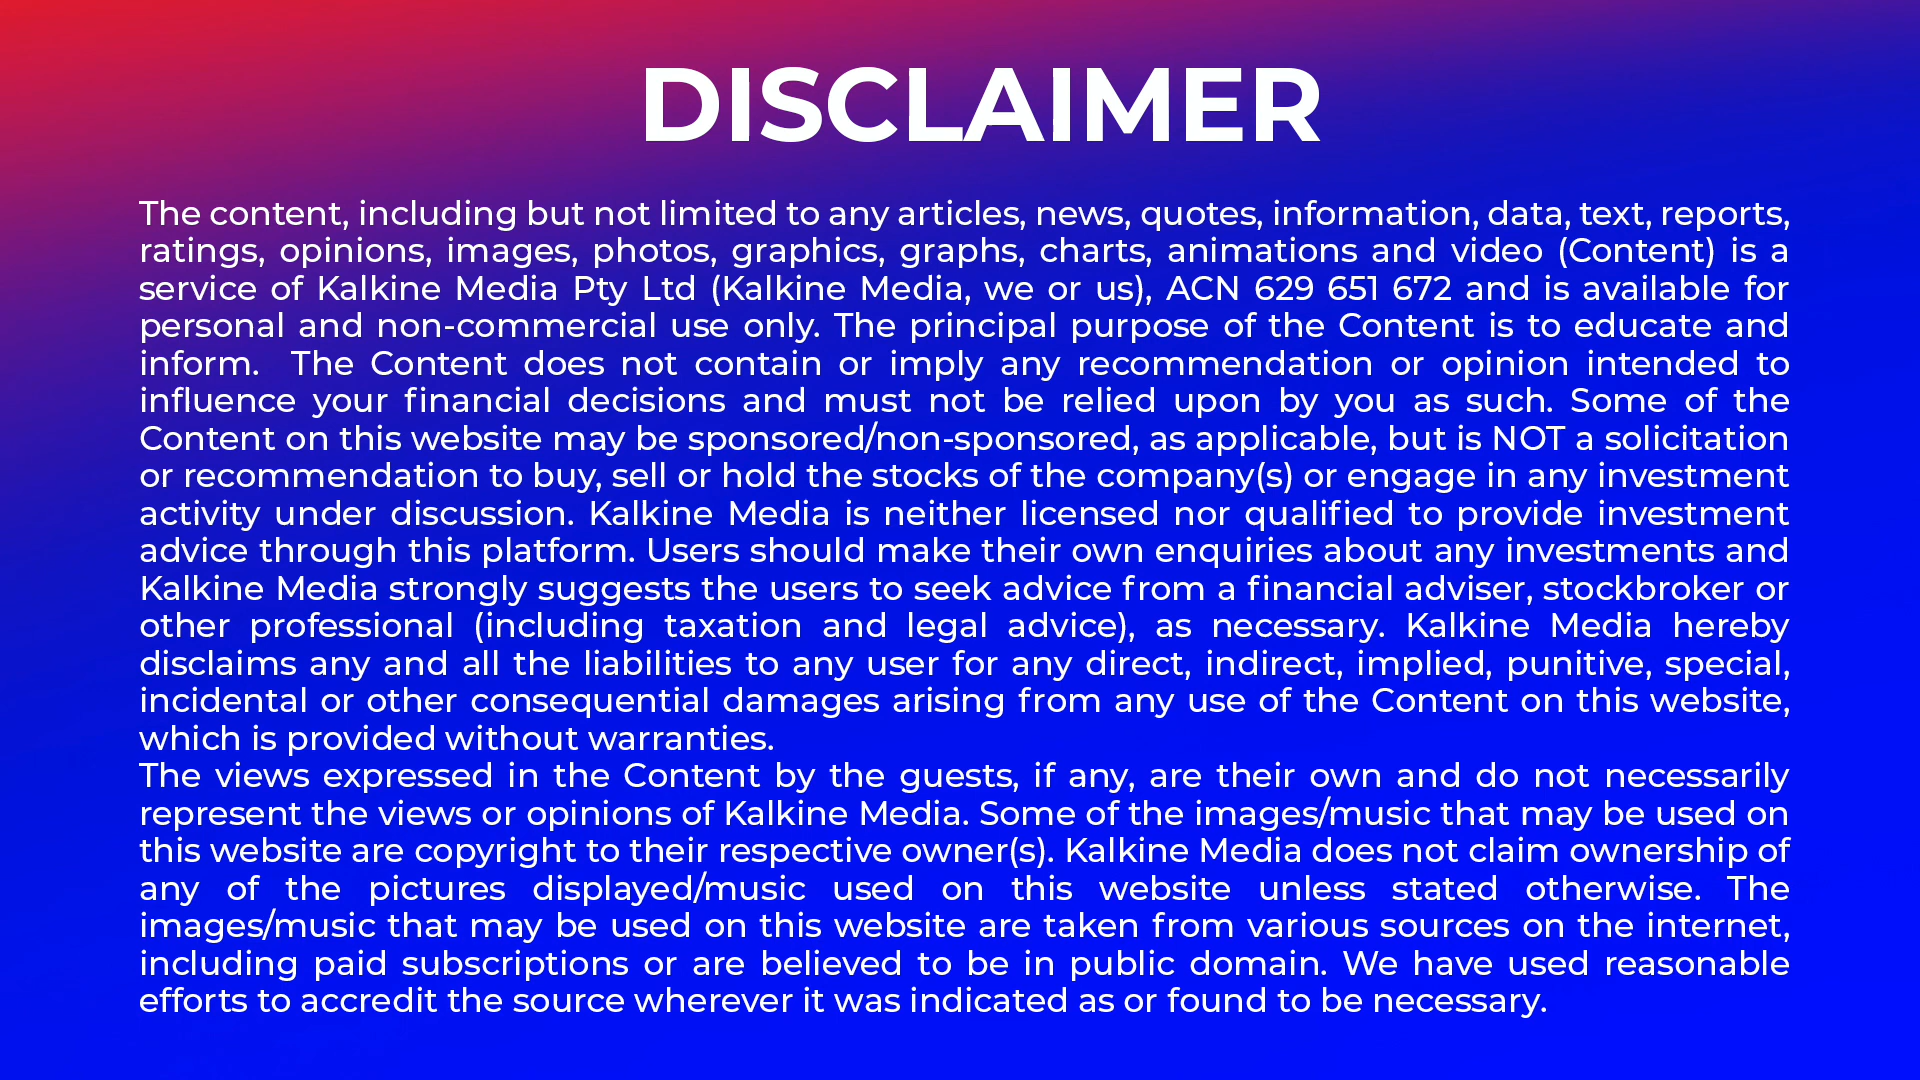 DISCLAIMER
The content, including but not limited to any articles, news, quotes, information, data, text, reports,
ratings, opinions, images, photos, graphics, graphs, charts, animations and video (Content) is a
service of Kalkine Media Pty Ltd (Kalkine Media, we or us), ACN 629 651 672 and is available for
personal and non-commercial use only. The principal purpose of the Content is to educate and
inform.  The Content does not contain or imply any recommendation or opinion intended to
influence your financial decisions and must not be relied upon by you as such. Some of the
Content on this website may be sponsored/non-sponsored, as applicable, but is NOT a solicitation
or recommendation to buy, sell or hold the stocks of the company(s) or engage in any investment
activity under discussion. Kalkine Media is neither licensed nor qualified to provide investment
advice through this platform. Users should make their own enquiries about any investments and
Kalkine Media strongly suggests the users to seek advice from a financial adviser, stockbroker or
other professional (including taxation and legal advice), as necessary. Kalkine Media hereby
disclaims any and all the liabilities to any user for any direct, indirect, implied, punitive, special,
incidental or other consequential damages arising from any use of the Content on this website,
which is provided without warranties.
The views expressed in the Content by the guests, if any, are their own and do not necessarily
represent the views or opinions of Kalkine Media. Some of the images/music that may be used on
this website are copyright to their respective owner(s). Kalkine Media does not claim ownership of
any of the pictures displayed/music used on this website unless stated otherwise. The
images/music that may be used on this website are taken from various sources on the internet,
including paid subscriptions or are believed to be in public domain. We have used reasonable
efforts to accredit the source wherever it was indicated as or found to be necessary.